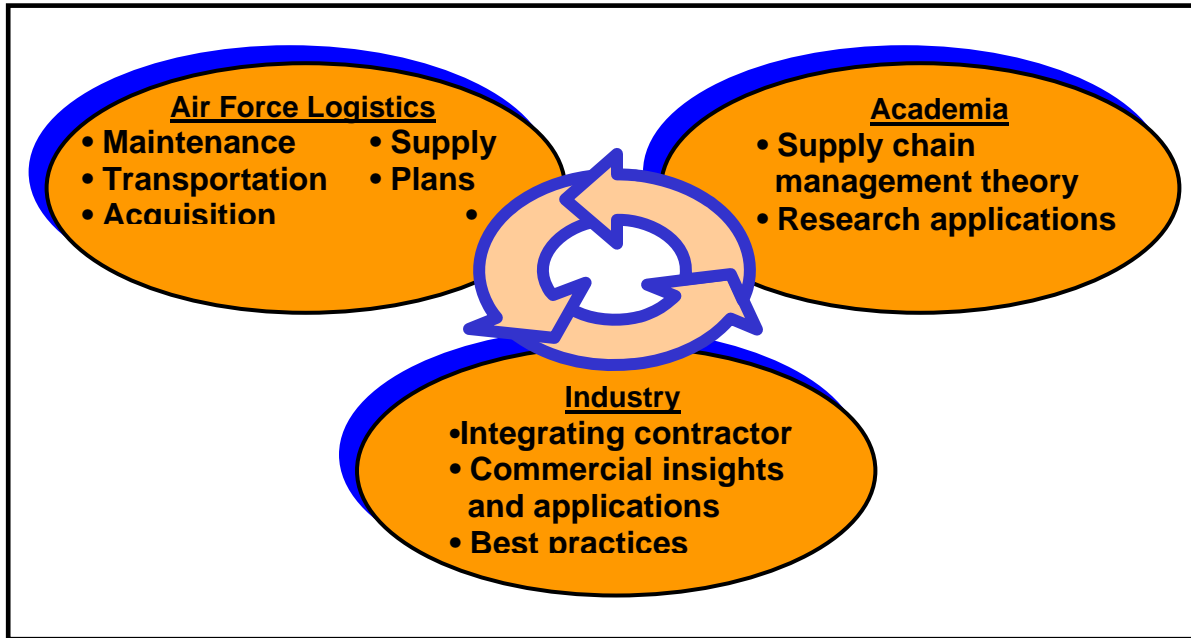 Air Force Logistics
• Maintenance • Supply
• Transportation • Plans
• Acquisition •
Academia
• Supply chain
management theory
• Research applications
Industry
•Integrating contractor
• Commercial insights
and applications
• Best practices